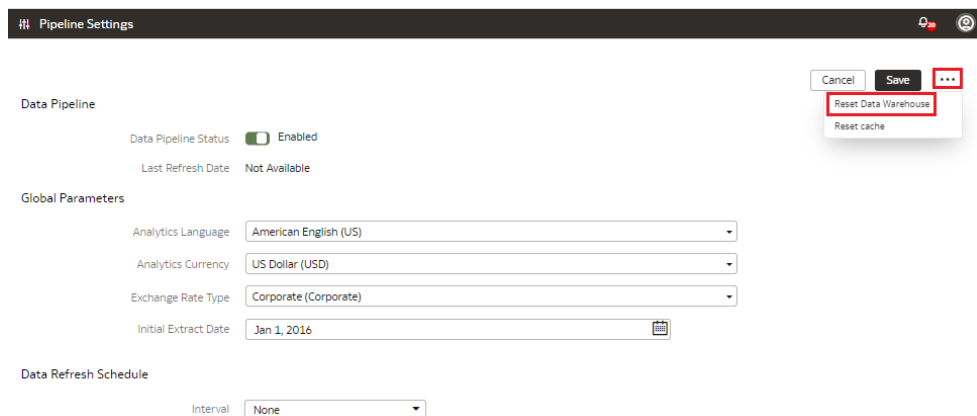 Pipeline Settings
20
Cancel Save ...
Reset Data Warehouse
Reset cache
Data Pipeline
Data Pipeline Status Enabled
Last Refresh Date Not Available
Global Parameters
Analytics Language American English (US)
Analytics Currency US Dollar (USD)
Exchange Rate Type Corporate (Corporate)
Initial Extract Date Jan 1, 2016
Data Refresh Schedule
Interval None